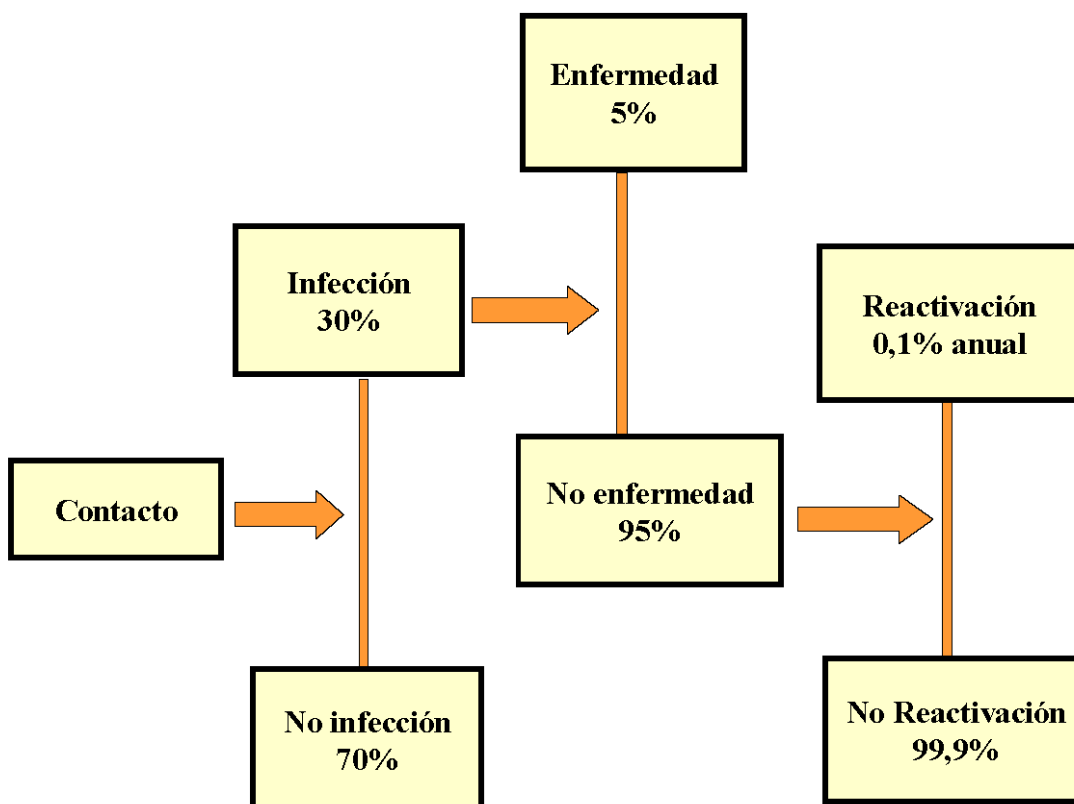 Enfermedad
5%
Infección
30%
Reactivación
0,1% anual
Contacto
No enfermedad
95%
No infección
70%
No Reactivación
99,9%